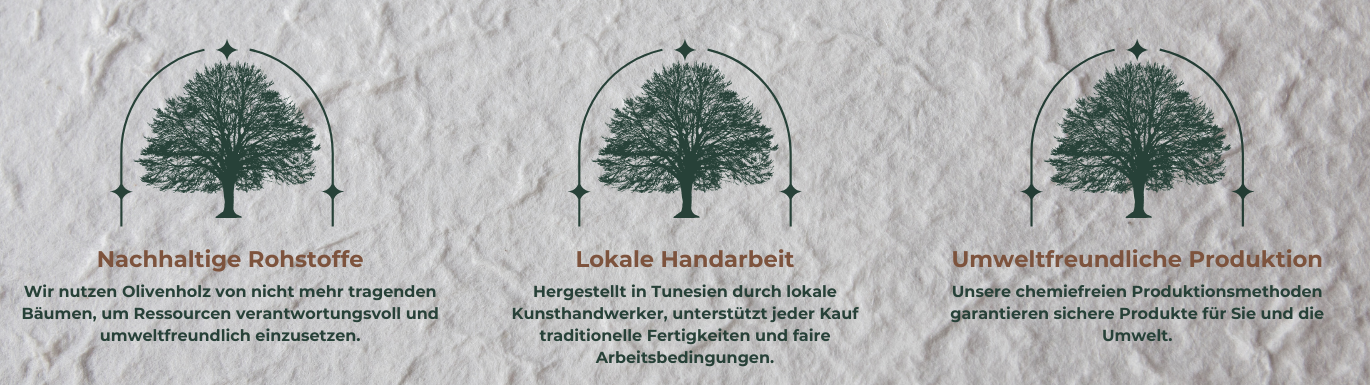 Nachhaltige Rohstoffe
Wir nutzen Olivenholz von nicht mehr tragenden
Bäumen, um Ressourcen verantwortungsvoll und
umweltfreundlich einzusetzen.
Lokale Handarbeit
Hergestellt in Tunesien durch lokale
Kunsthandwerker, unterstützt jeder Kauf
traditionelle Fertigkeiten und faire
Arbeitsbedingungen.
Umweltfreundliche Produktion
Unsere chemiefreien Produktionsmethoden
garantieren sichere Produkte für Sie und die
Umwelt.